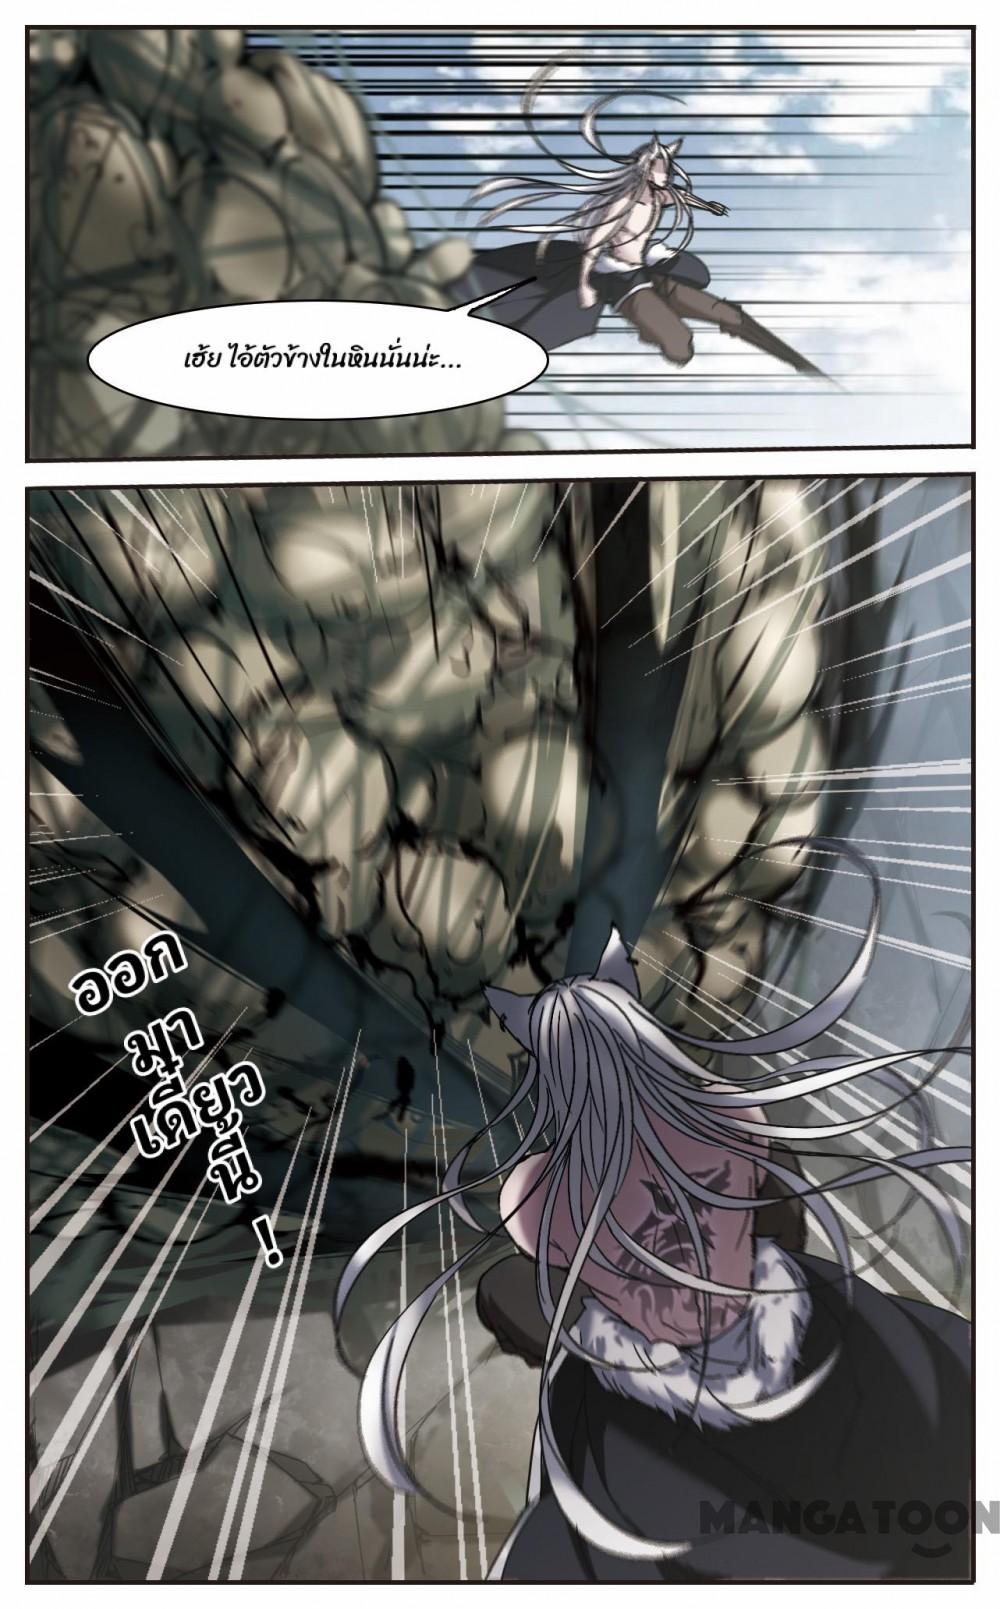 เฮ้ย ไอ้ตัวข้างในหินนั่นน่ะ...
ออก
มา
เดี๋ยว
นี้
!
MANGATOON